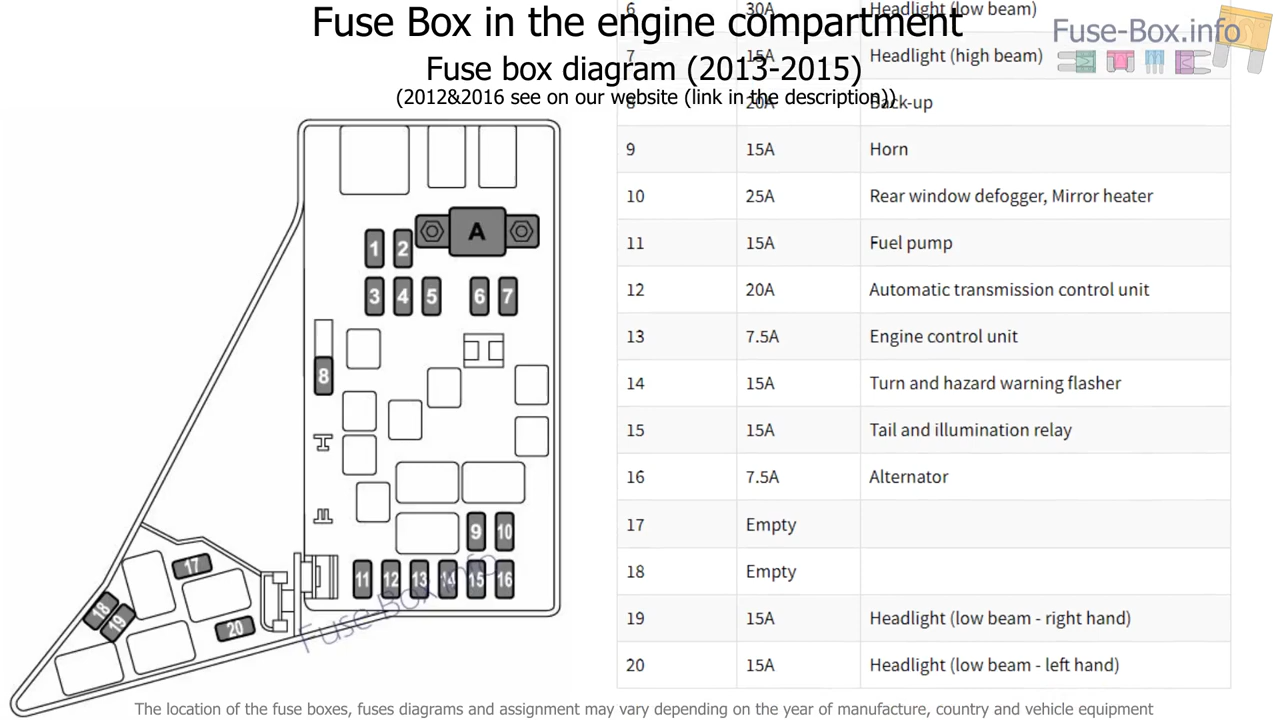 Fuse Box in the engine compartment
Fuse box diagram (2013-2015)
(2012&2016 see on our website (link in the description))
Fuse-Box.info
6 30A Headlight (low beam)
7 15A Headlight (high beam)
8 20A Back-up
9 15A Horn
10 25A Rear window defogger, Mirror heater
11 15A Fuel pump
12 20A Automatic transmission control unit
13 7.5A Engine control unit
14 15A Turn and hazard warning flasher
15 15A Tail and illumination relay
16 7.5A Alternator
17 Empty
18 Empty
19 15A Headlight (low beam - right hand)
20 15A Headlight (low beam - left hand)
A
1 2
3 4 5 6 7
8
9 10
11 12 13 14 15 16
17
18
19
20
Fuse-Box.info
The location of the fuse boxes, fuses diagrams and assignment may vary depending on the year of manufacture, country and vehicle equipment